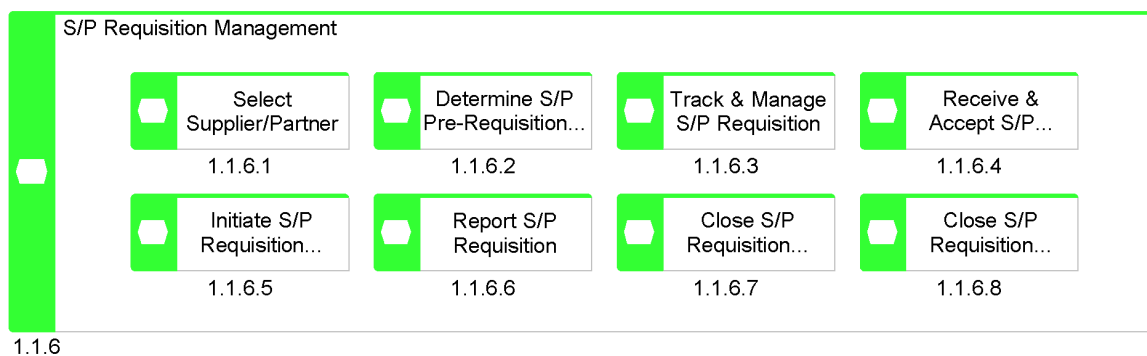 S/P Requisition Management
Select
Supplier/Partner
1.1.6.1
Determine S/P
Pre-Requisition...
1.1.6.2
Track & Manage
S/P Requisition
1.1.6.3
Receive &
Accept S/P...
1.1.6.4
Initiate S/P
Requisition...
1.1.6.5
Report S/P
Requisition
1.1.6.6
Close S/P
Requisition...
1.1.6.7
Close S/P
Requisition...
1.1.6.8
1.1.6